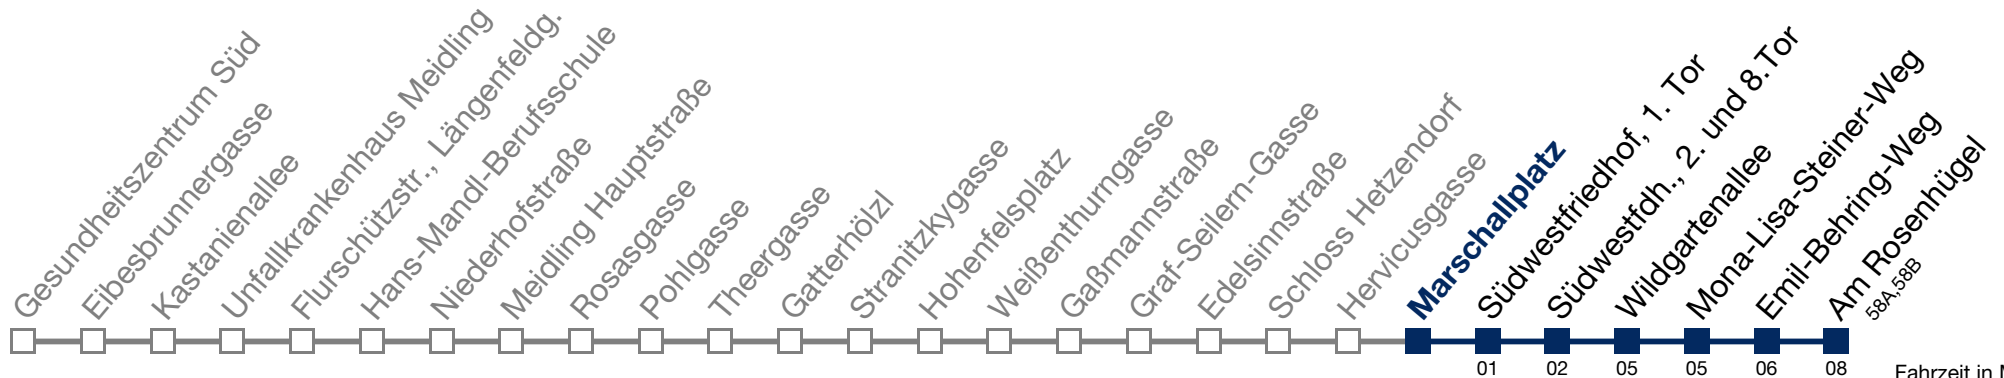 Gesundheitszentrum Süd
Eibesbrunnergasse
Kastanienallee
Unfallkrankenhaus Meidling
Flurschützstr., Längenfeldg.
Hans-Mandl-Berufsschule
Niederhofstraße
Meidling Hauptstraße
Rosasgasse
Pohlgasse
Theergasse
Gatterhölzl
Stranitzkygasse
Hohenfelsplatz
Weißenthurngasse
Gaßmannstraße
Graf-Seilern-Gasse
Edelsinnstraße
Schloss Hetzendorf
Hervicusgasse
Marschallplatz
Südwestfriedhof, 1. Tor
Südwestfdh., 2. und 8.Tor
Wildgartenallee
Mona-Lisa-Steiner-Weg
Emil-Behring-Weg
Am Rosenhügel
58A,58B
01 02 05 05 06 08
Fahrzeit in